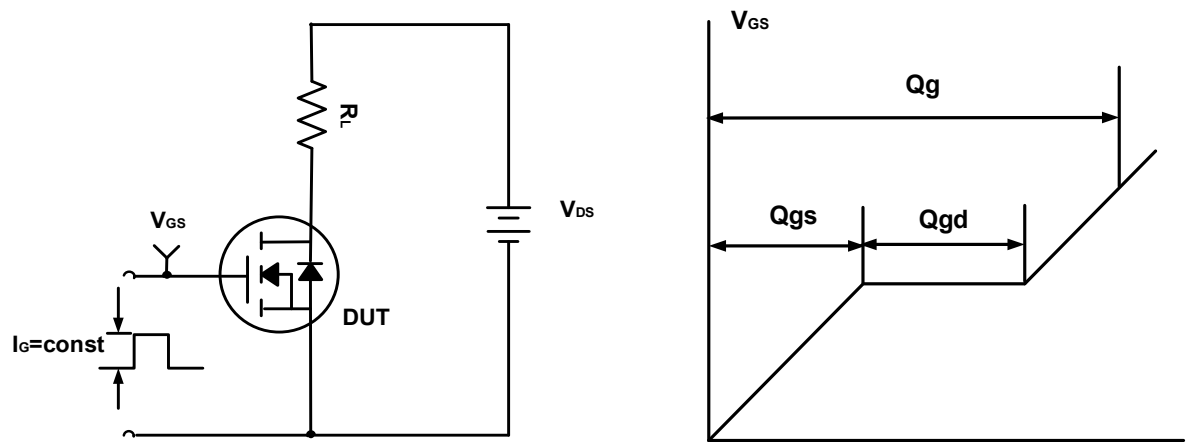 RL
VDS
VGS
DUT
IG=const
VGS
Qg
Qgs
Qgd